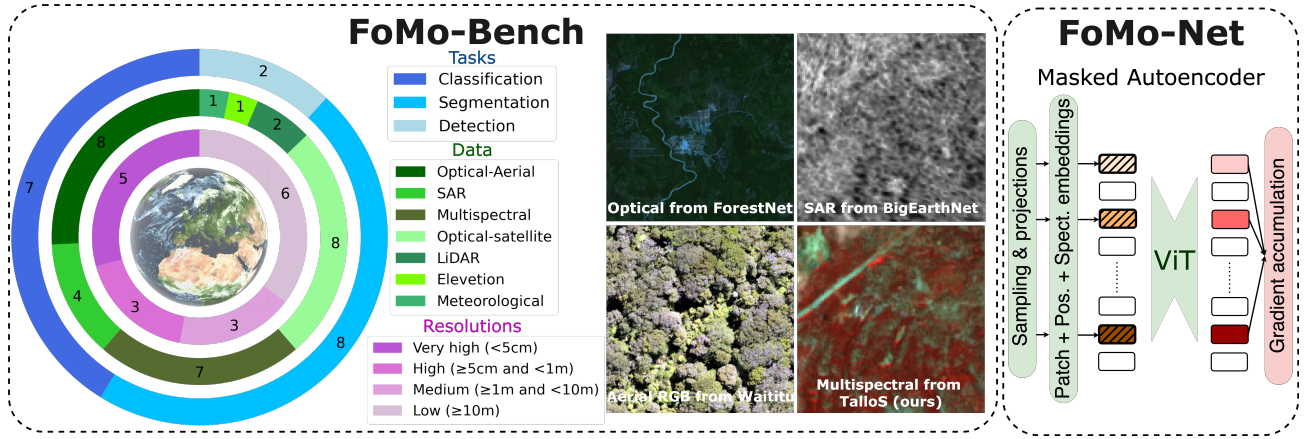 FoMo-Bench
Tasks
Classification
Segmentation
Detection
Data
Optical-Aerial
SAR
Multispectral
Optical-satellite
LiDAR
Elevetion
Meteorological
Resolutions
Very high (<5cm)
High (≥5cm and <1m)
Medium (≥1m and <10m)
Low (≥10m)
2
1
1
2
8
5
6
7
8
4
3
3
8
7
Optical from ForestNet
SAR from BigEarthNet
Aerial RGB from Waititu
Multispectral from
TalloS (ours)
FoMo-Net
Masked Autoencoder
Sampling & projections
Patch + Pos. + Spect. embeddings
ViT
Gradient accumulation